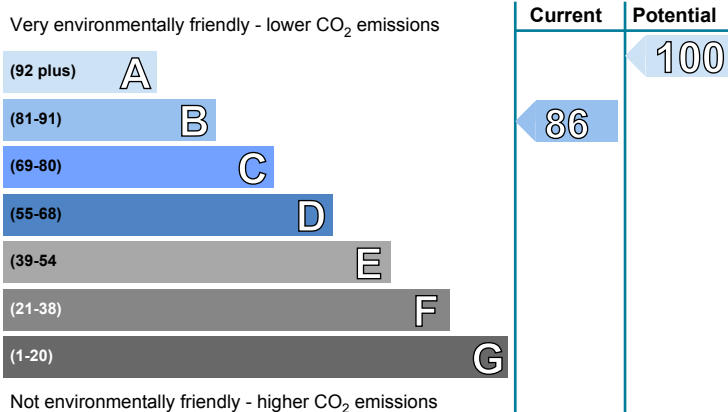 Very environmentally friendly - lower CO2 emissions
Current
Potential
(92 plus) A
100
(81-91) B
86
(69-80) C
(55-68) D
(39-54 E
(21-38) F
(1-20) G
Not environmentally friendly - higher CO2 emissions